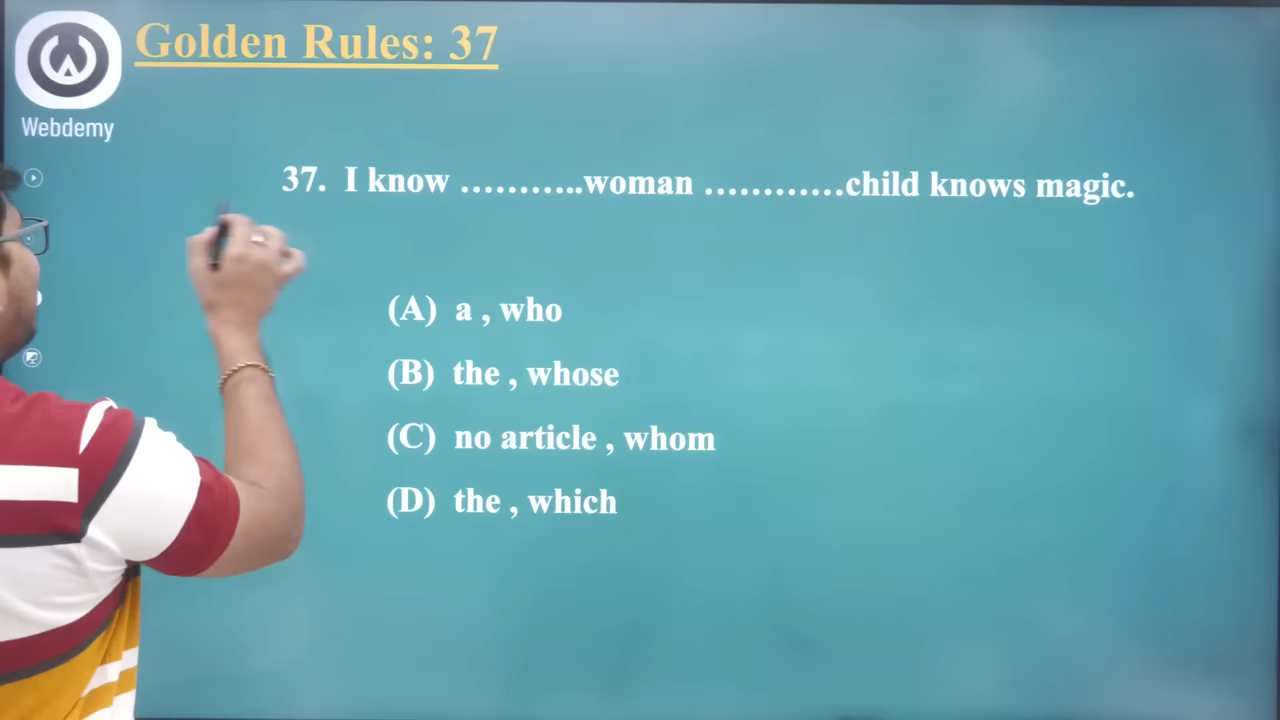 Golden Rules: 37
Webdemy
37. I know ………..woman …………child knows magic.
(A) a , who
(B) the , whose
(C) no article , whom
(D) the , which